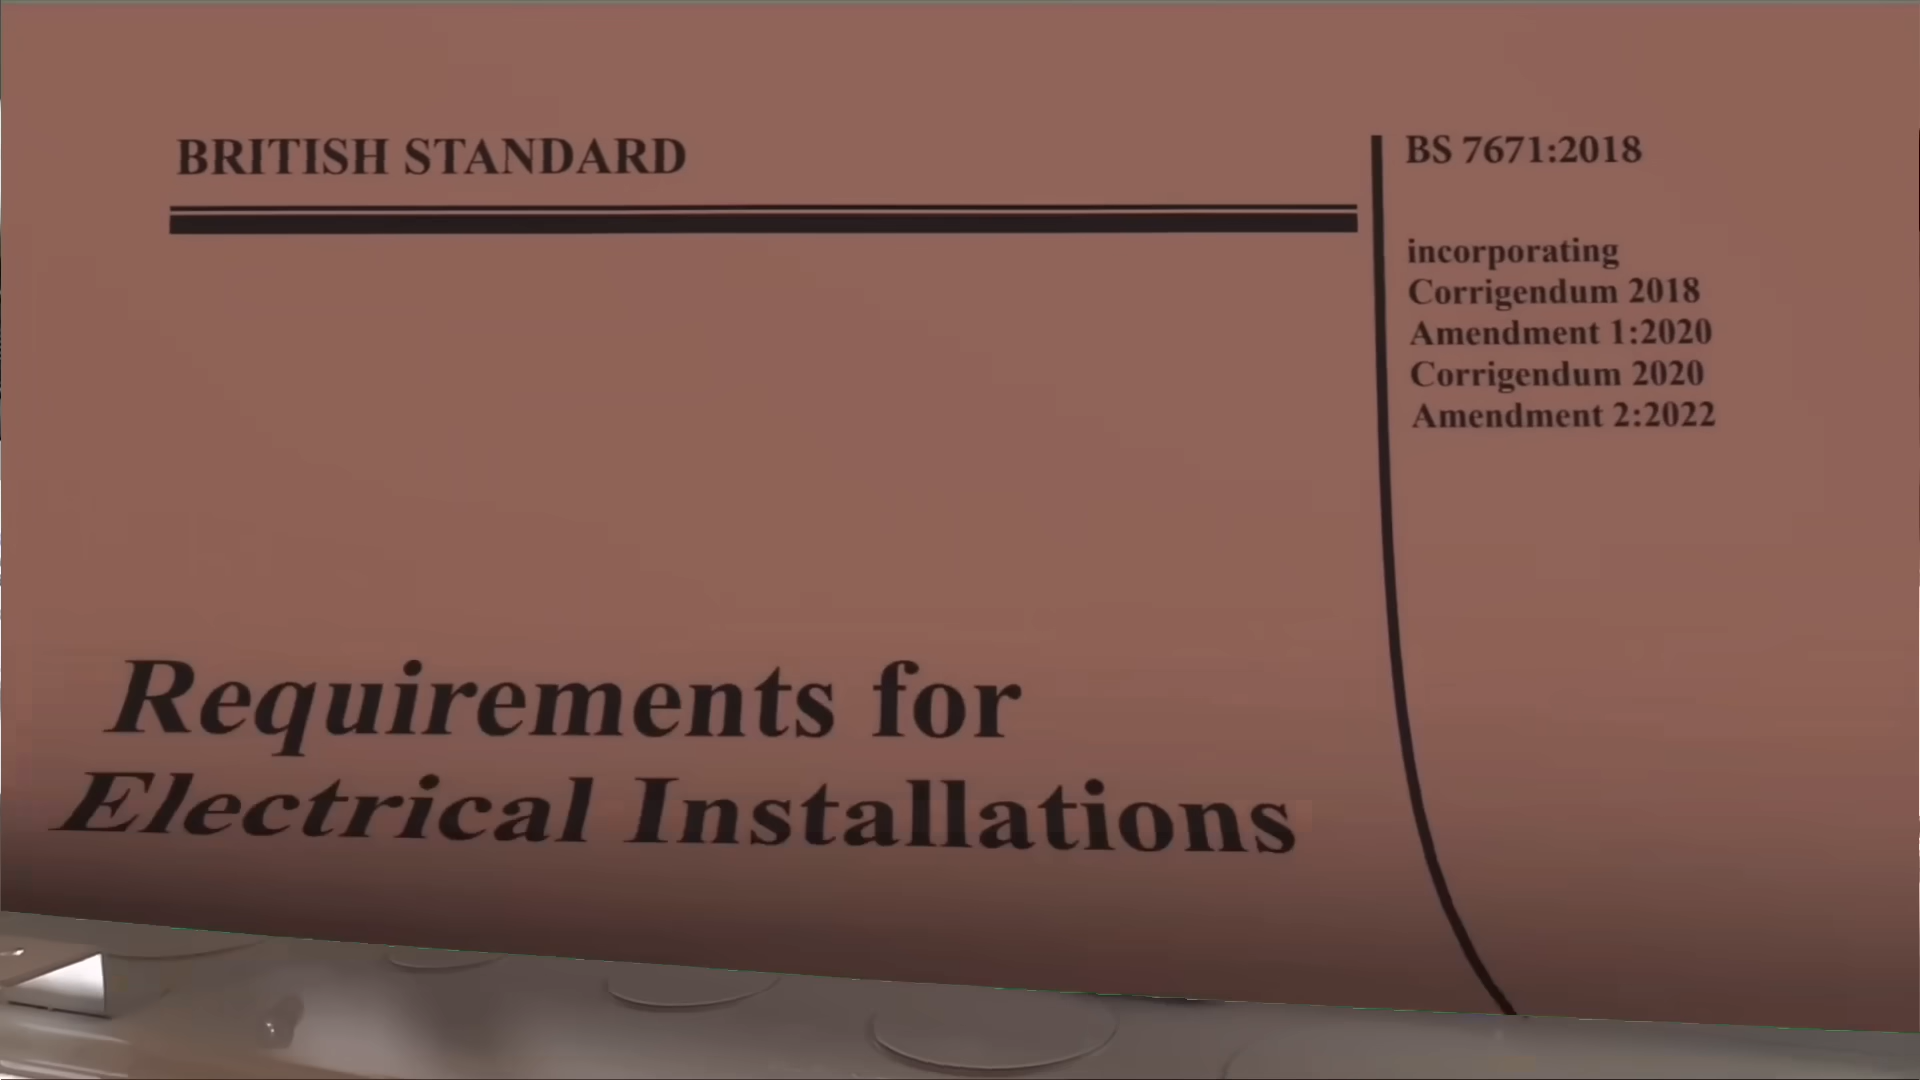 BRITISH STANDARD
BS 7671:2018
incorporating
Corrigendum 2018
Amendment 1:2020
Corrigendum 2020
Amendment 2:2022
Requirements for
Electrical Installations